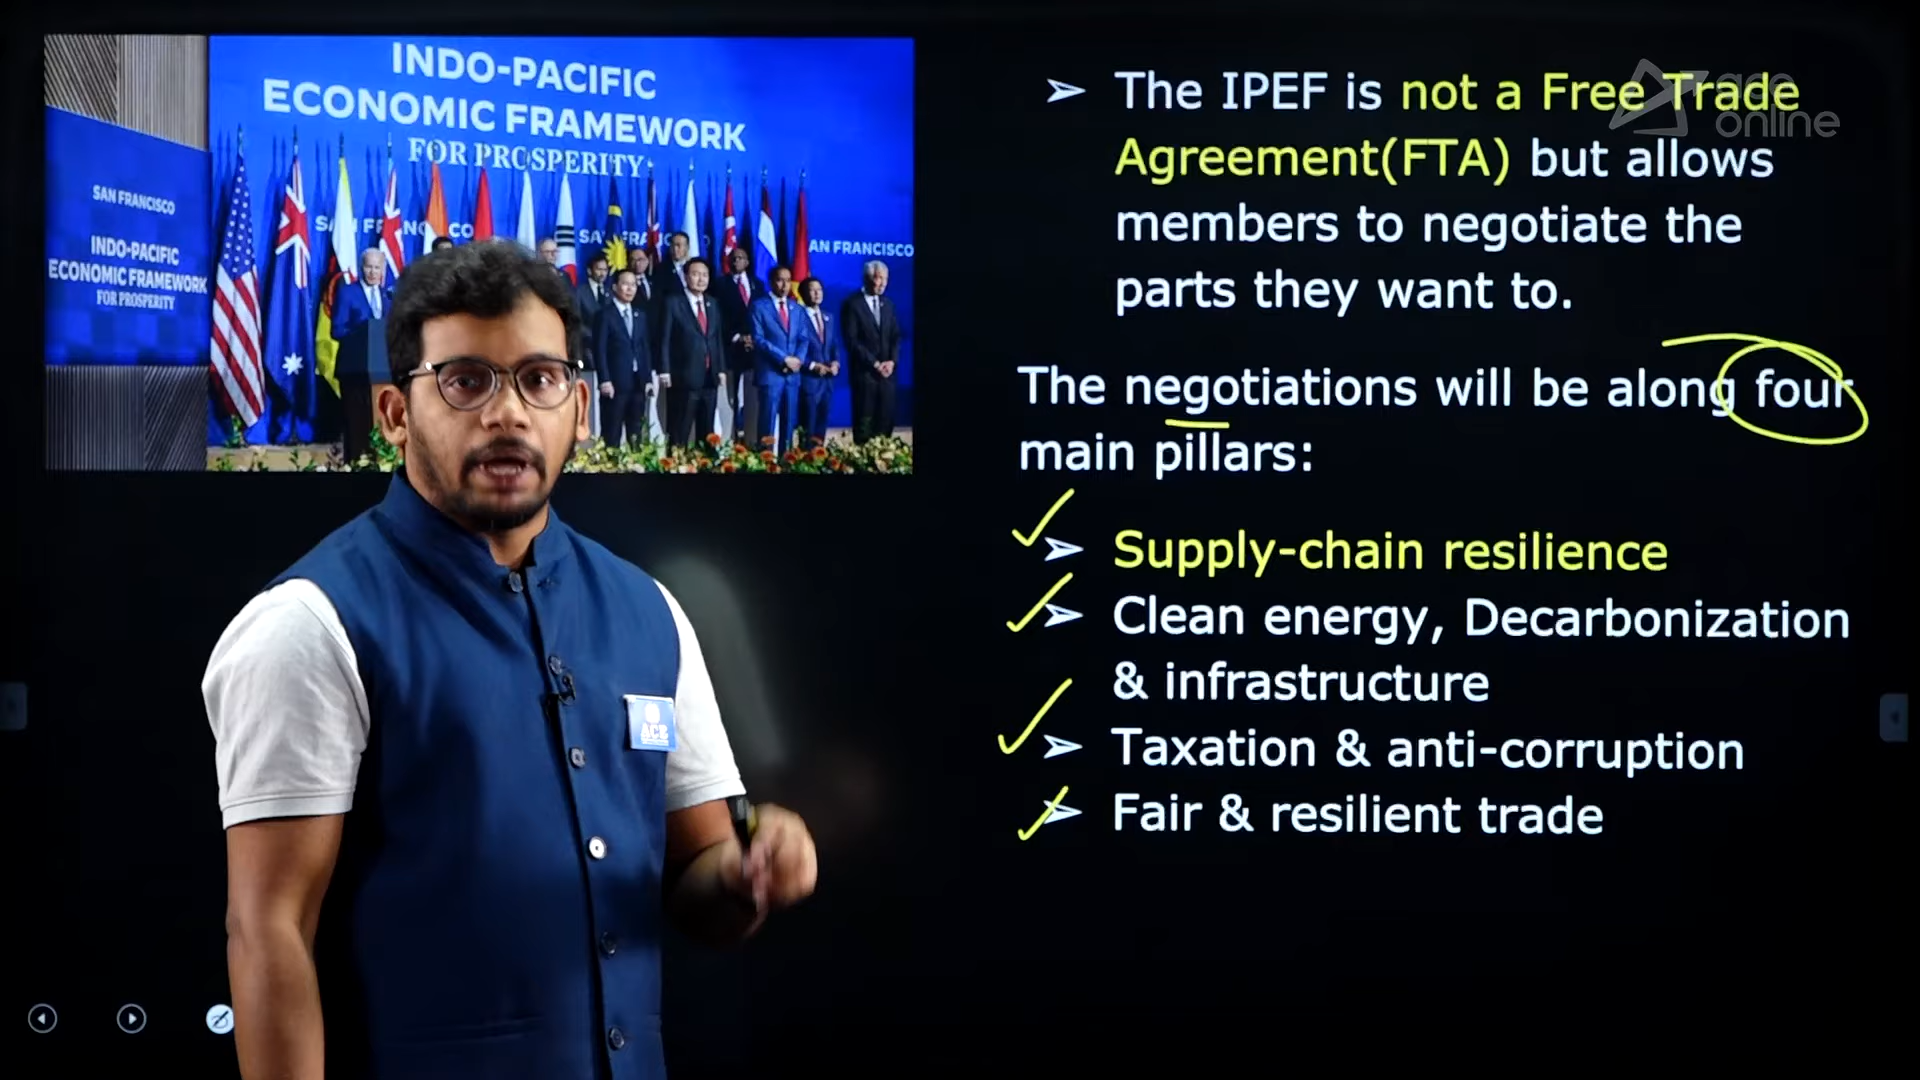 INDO-PACIFIC
ECONOMIC FRAMEWORK
FOR PROSPERITY
SAN FRANCISCO
INDO-PACIFIC
ECONOMIC FRAMEWORK
FOR PROSPERITY
AN FRANCISCO
➢ The IPEF is not a Free Trade
Agreement(FTA) but allows
members to negotiate the
parts they want to.
The negotiations will be along four
main pillars:
➢ Supply-chain resilience
➢ Clean energy, Decarbonization
& infrastructure
➢ Taxation & anti-corruption
➢ Fair & resilient trade
ace
online
ACE